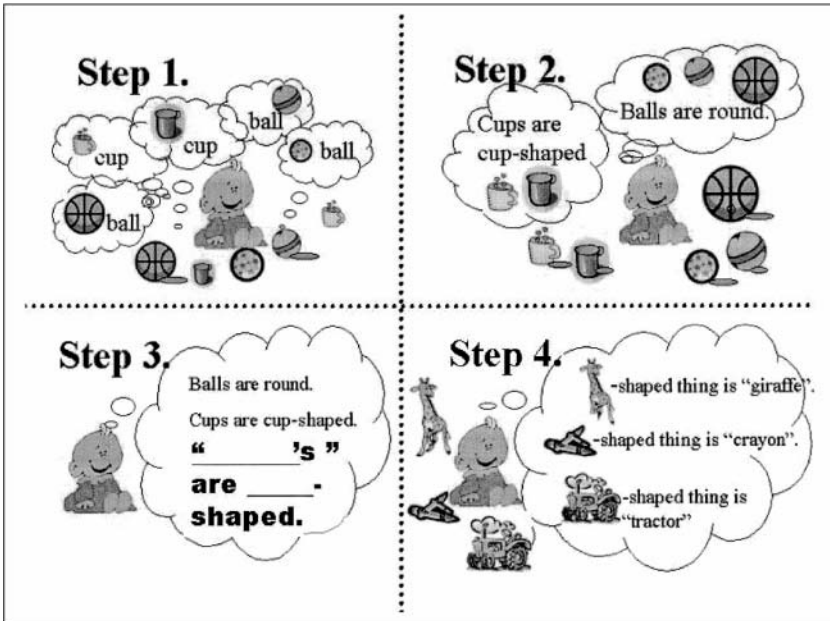 Step 1.
cup
cup
ball
ball
ball
Step 2.
Cups are
cup-shaped
Balls are round.
Step 3.
Balls are round.
Cups are cup-shaped.
“________’s ”
are _____-
shaped.
Step 4.
-shaped thing is “giraffe”.
-shaped thing is “crayon”.
-shaped thing is
“tractor”